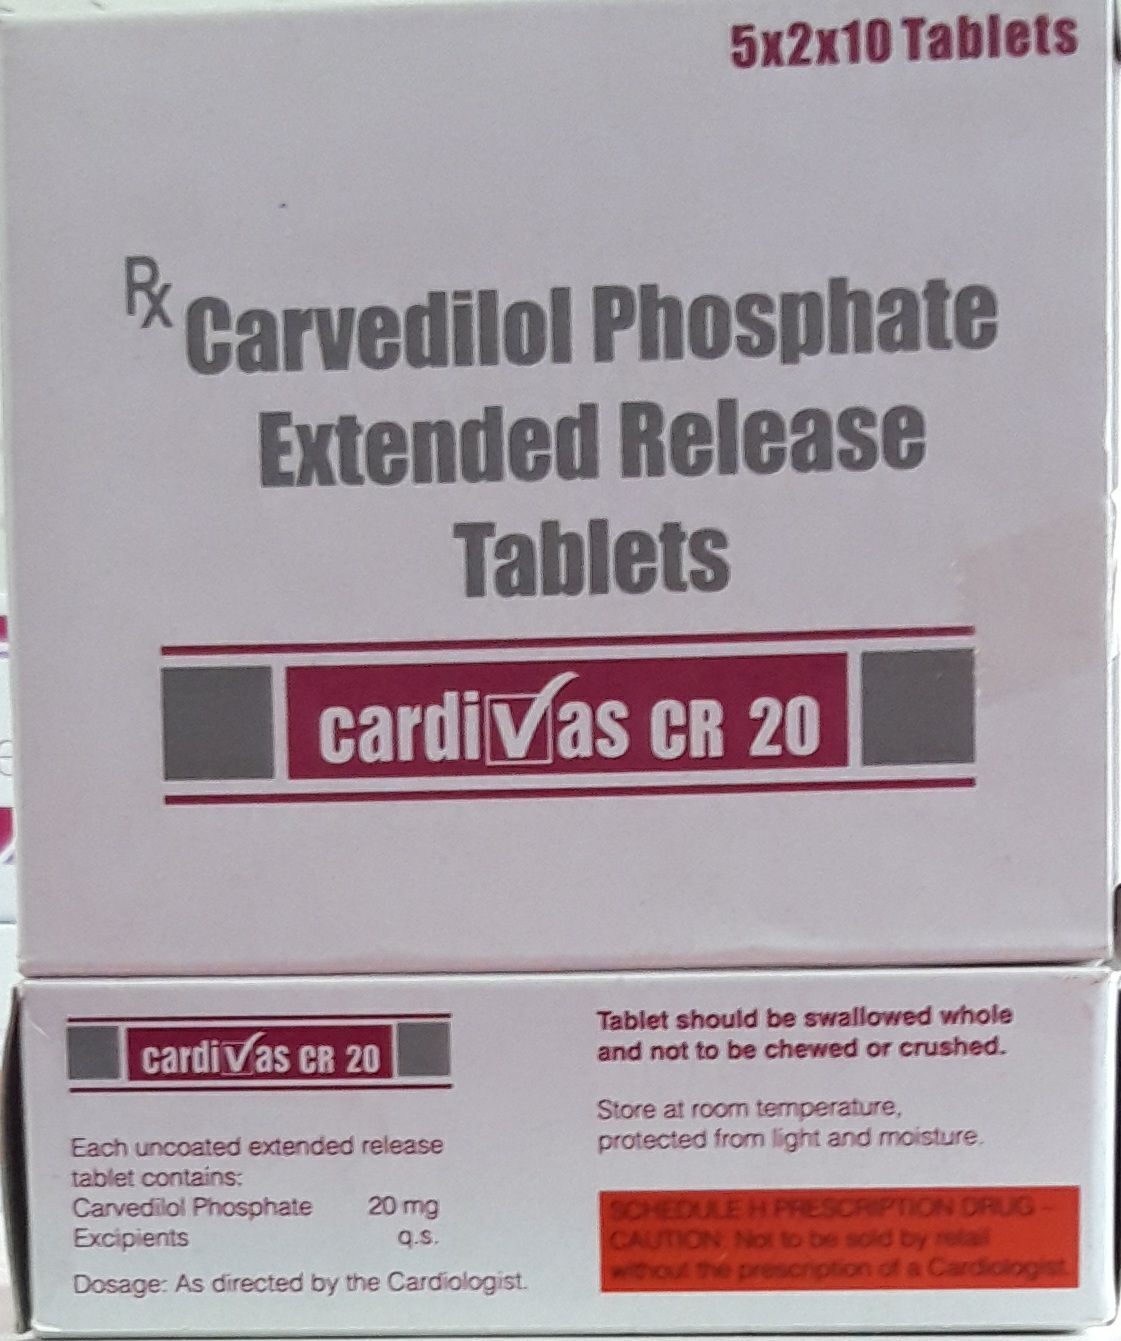 5x2x10 Tablets
Rx Carvedilol Phosphate
Extended Release
Tablets
cardivas CR 20
cardivas CR 20
Each uncoated extended release
tablet contains:
Carvedilol Phosphate 20 mg
Excipients q.s.
Dosage: As directed by the Cardiologist.
Tablet should be swallowed whole
and not to be chewed or crushed.
Store at room temperature,
protected from light and moisture.
SCHEDULE H PRESCRIPTION DRUG -
CAUTION: Not to be sold by retail
without the prescription of a Cardiologist.